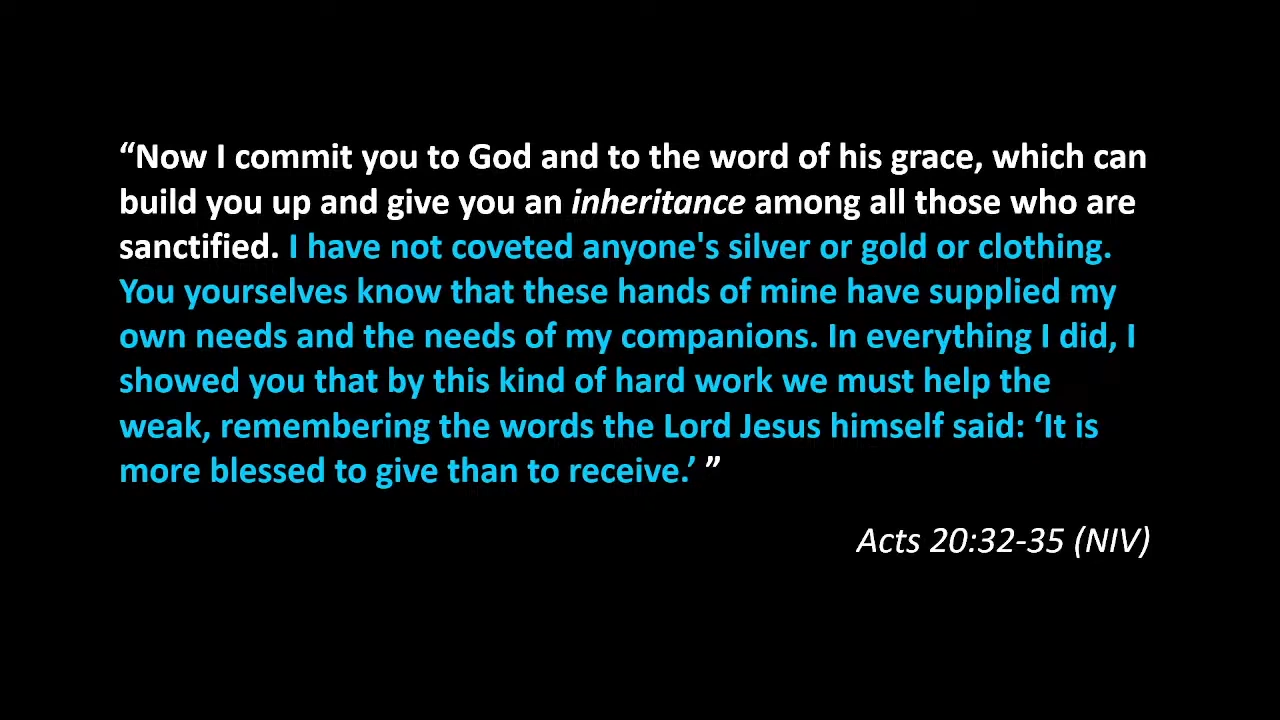 “Now I commit you to God and to the word of his grace, which can
build you up and give you an inheritance among all those who are
sanctified. I have not coveted anyone's silver or gold or clothing.
You yourselves know that these hands of mine have supplied my
own needs and the needs of my companions. In everything I did, I
showed you that by this kind of hard work we must help the
weak, remembering the words the Lord Jesus himself said: ‘It is
more blessed to give than to receive.’ ”
Acts 20:32-35 (NIV)